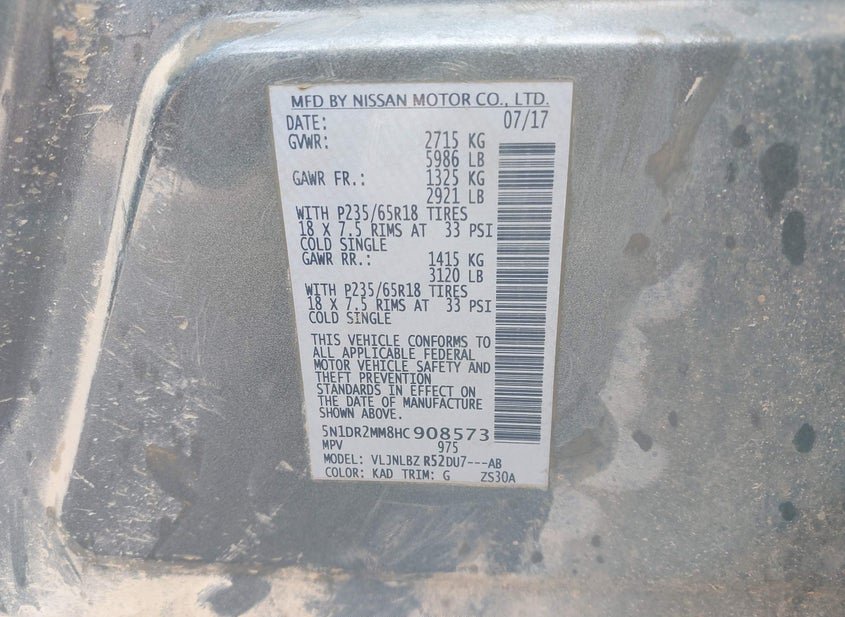 MFD BY NISSAN MOTOR CO., LTD.
DATE: 07/17
GVWR: 2715 KG
5986 LB
GAWR FR.: 1325 KG
2921 LB
WITH P235/65R18 TIRES
18 X 7.5 RIMS AT 33 PSI
COLD SINGLE
GAWR RR.: 1415 KG
3120 LB
WITH P235/65R18 TIRES
18 X 7.5 RIMS AT 33 PSI
COLD SINGLE
THIS VEHICLE CONFORMS TO
ALL APPLICABLE FEDERAL
MOTOR VEHICLE SAFETY AND
THEFT PREVENTION
STANDARDS IN EFFECT ON
THE DATE OF MANUFACTURE
SHOWN ABOVE.
5N1DR2MM8HC908573
MPV 975
MODEL: VLJNLBZ R52DU7---AB
COLOR: KAD TRIM: G ZS30A